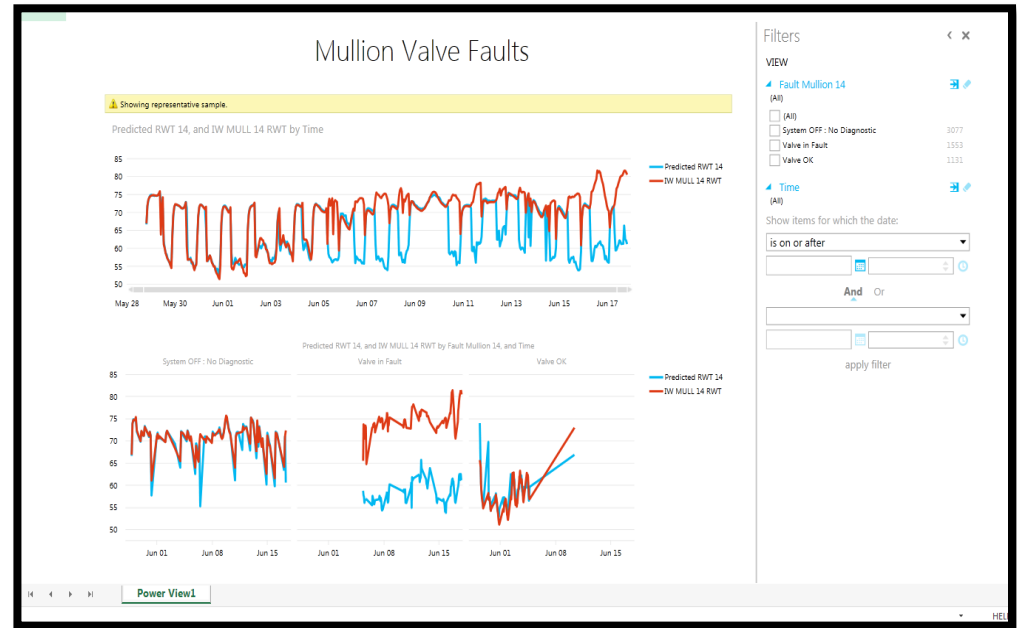 Mullion Valve Faults
Showing representative sample.
Predicted RWT 14, and IW MULL 14 RWT by Time
85
80
75
70
65
60
55
50
May 28 May 30 Jun 01 Jun 03 Jun 05 Jun 07 Jun 09 Jun 11 Jun 13 Jun 15 Jun 17
Predicted RWT 14
IW MULL 14 RWT
Predicted RWT 14, and IW MULL 14 RWT by Fault Mullion 14, and Time
System OFF : No Diagnostic Valve in Fault Valve OK
85
80
75
70
65
60
55
50
Jun 01 Jun 08 Jun 15 Jun 01 Jun 08 Jun 15 Jun 01 Jun 08 Jun 15
Predicted RWT 14
IW MULL 14 RWT
Filters
VIEW
Fault Mullion 14
(All)
(All)
System OFF : No Diagnostic 3077
Valve in Fault 1553
Valve OK 1131
Time
(All)
Show items for which the date:
is on or after
And Or
apply filter
Power View1
HEL